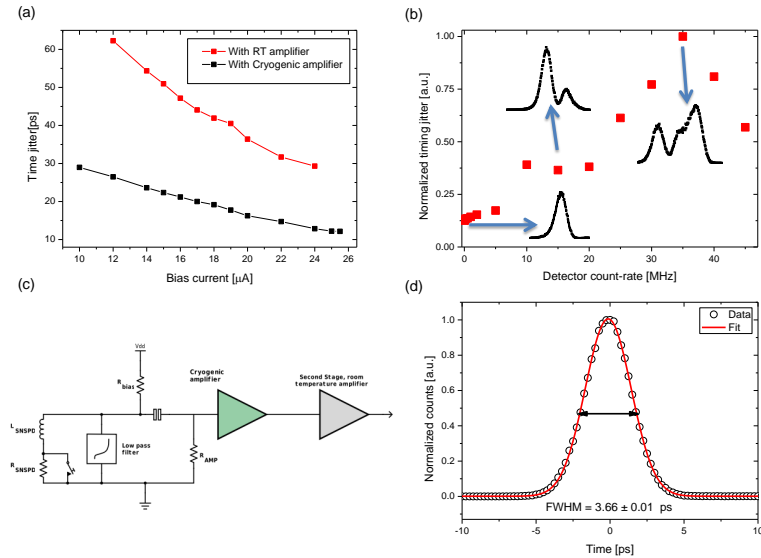 (a)
With RT amplifier
With Cryogenic amplifier
Time jitter[ps]
60
50
40
30
20
10
10 12 14 16 18 20 22 24 26
Bias current [μA]
(b)
Normalized timing jitter [a.u.]
1.00
0.75
0.50
0.25
0.00
0 10 20 30 40
Detector count-rate [MHz]
(c)
Vdd
R bias
Cryogenic
amplifier
Second Stage, room
temperature amplifier
L SNSPD
R SNSPD
Low pass
filter
R AMP
(d)
Data
Fit
Normalized counts [a.u.]
1.0
0.8
0.6
0.4
0.2
0.0
FWHM = 3.66 ± 0.01 ps
-10 -5 0 5 10
Time [ps]